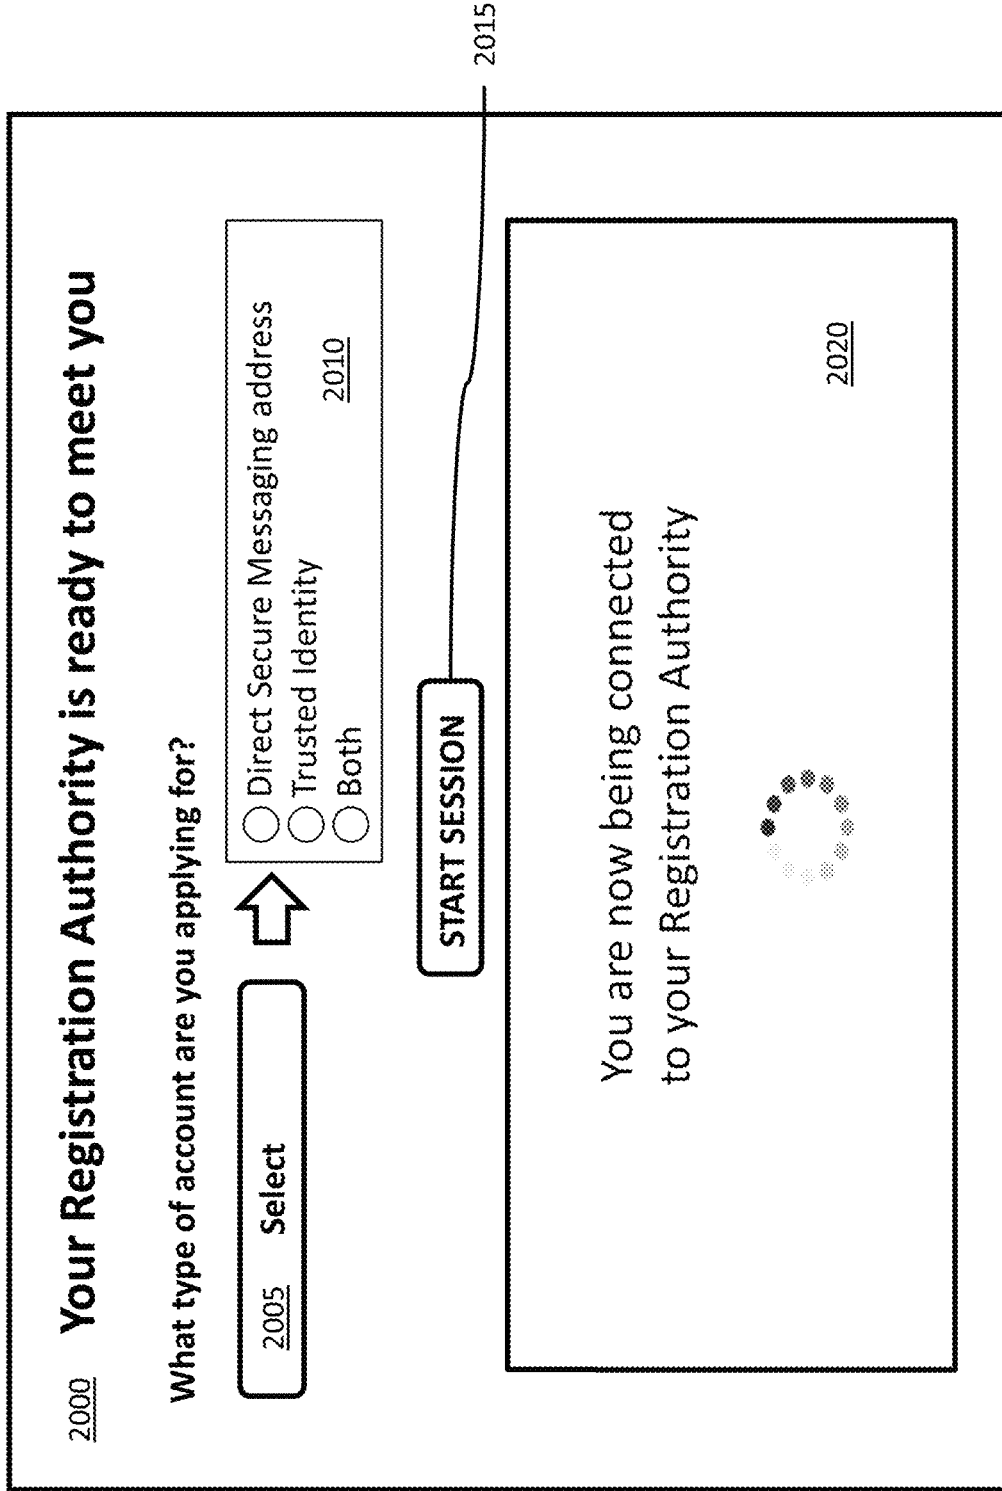 2000 Your Registration Authority is ready to meet you
What type of account are you applying for?
2005 Select
Direct Secure Messaging address
Trusted Identity
2010
Both
START SESSION
2015
You are now being connected
to your Registration Authority
2020